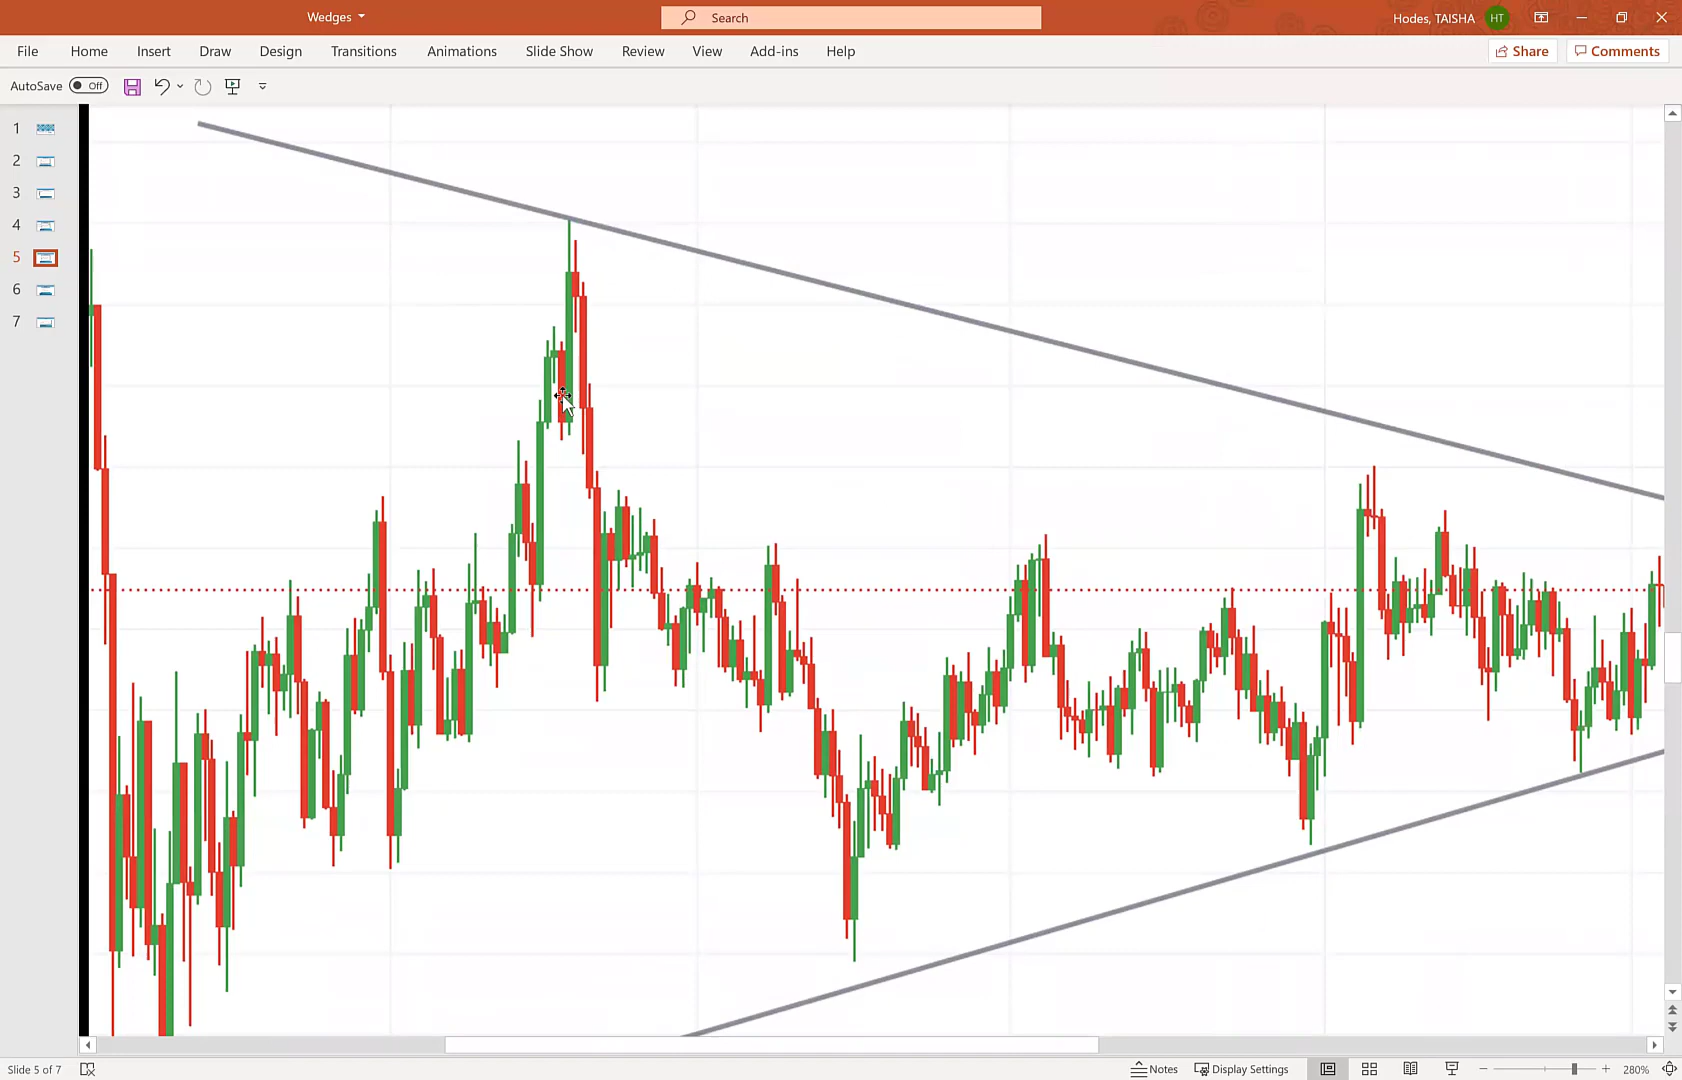 Wedges
Search
Hodes, TAISHA
HT
File Home Insert Draw Design Transitions Animations Slide Show Review View Add-ins Help
Share
Comments
AutoSave Off
1
2
3
4
5
6
7
Slide 5 of 7
Notes
Display Settings
280%